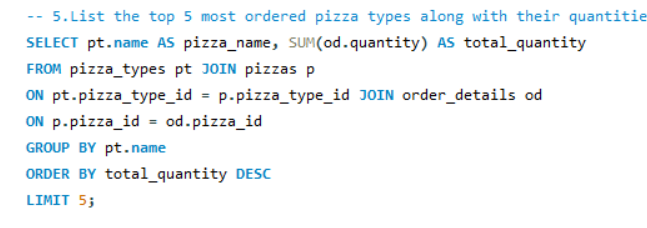 -- 5.List the top 5 most ordered pizza types along with their quantitie
SELECT pt.name AS pizza_name, SUM(od.quantity) AS total_quantity
FROM pizza_types pt JOIN pizzas p
ON pt.pizza_type_id = p.pizza_type_id JOIN order_details od
ON p.pizza_id = od.pizza_id
GROUP BY pt.name
ORDER BY total_quantity DESC
LIMIT 5;